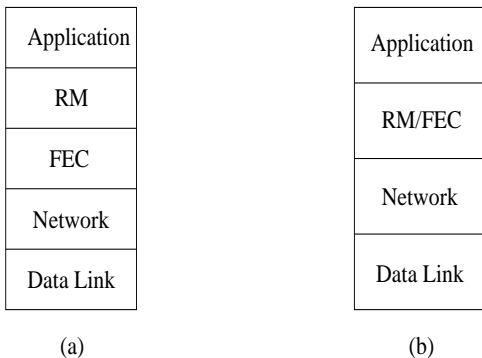 Application
RM
FEC
Network
Data Link
(a)
Application
RM/FEC
Network
Data Link
(b)